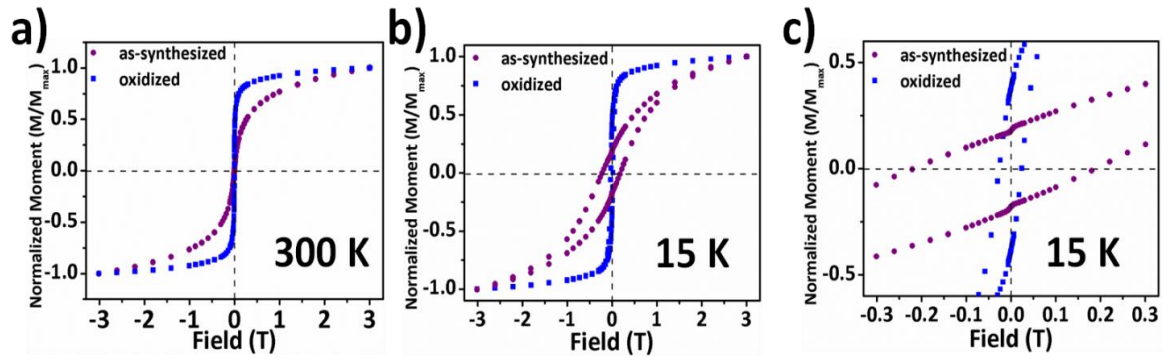 a)
Normalized Moment (M/Mmax)
1.0
0.5
0.0
-0.5
-1.0
as-synthesized
oxidized
300 K
-3 -2 -1 0 1 2 3
Field (T)
b)
Normalized Moment (M/Mmax)
1.0
0.5
0.0
-0.5
-1.0
as-synthesized
oxidized
15 K
-3 -2 -1 0 1 2 3
Field (T)
c)
Normalized Moment (M/Mmax)
0.5
0.0
-0.5
as-synthesized
oxidized
15 K
-0.3 -0.2 -0.1 0.0 0.1 0.2 0.3
Field (T)